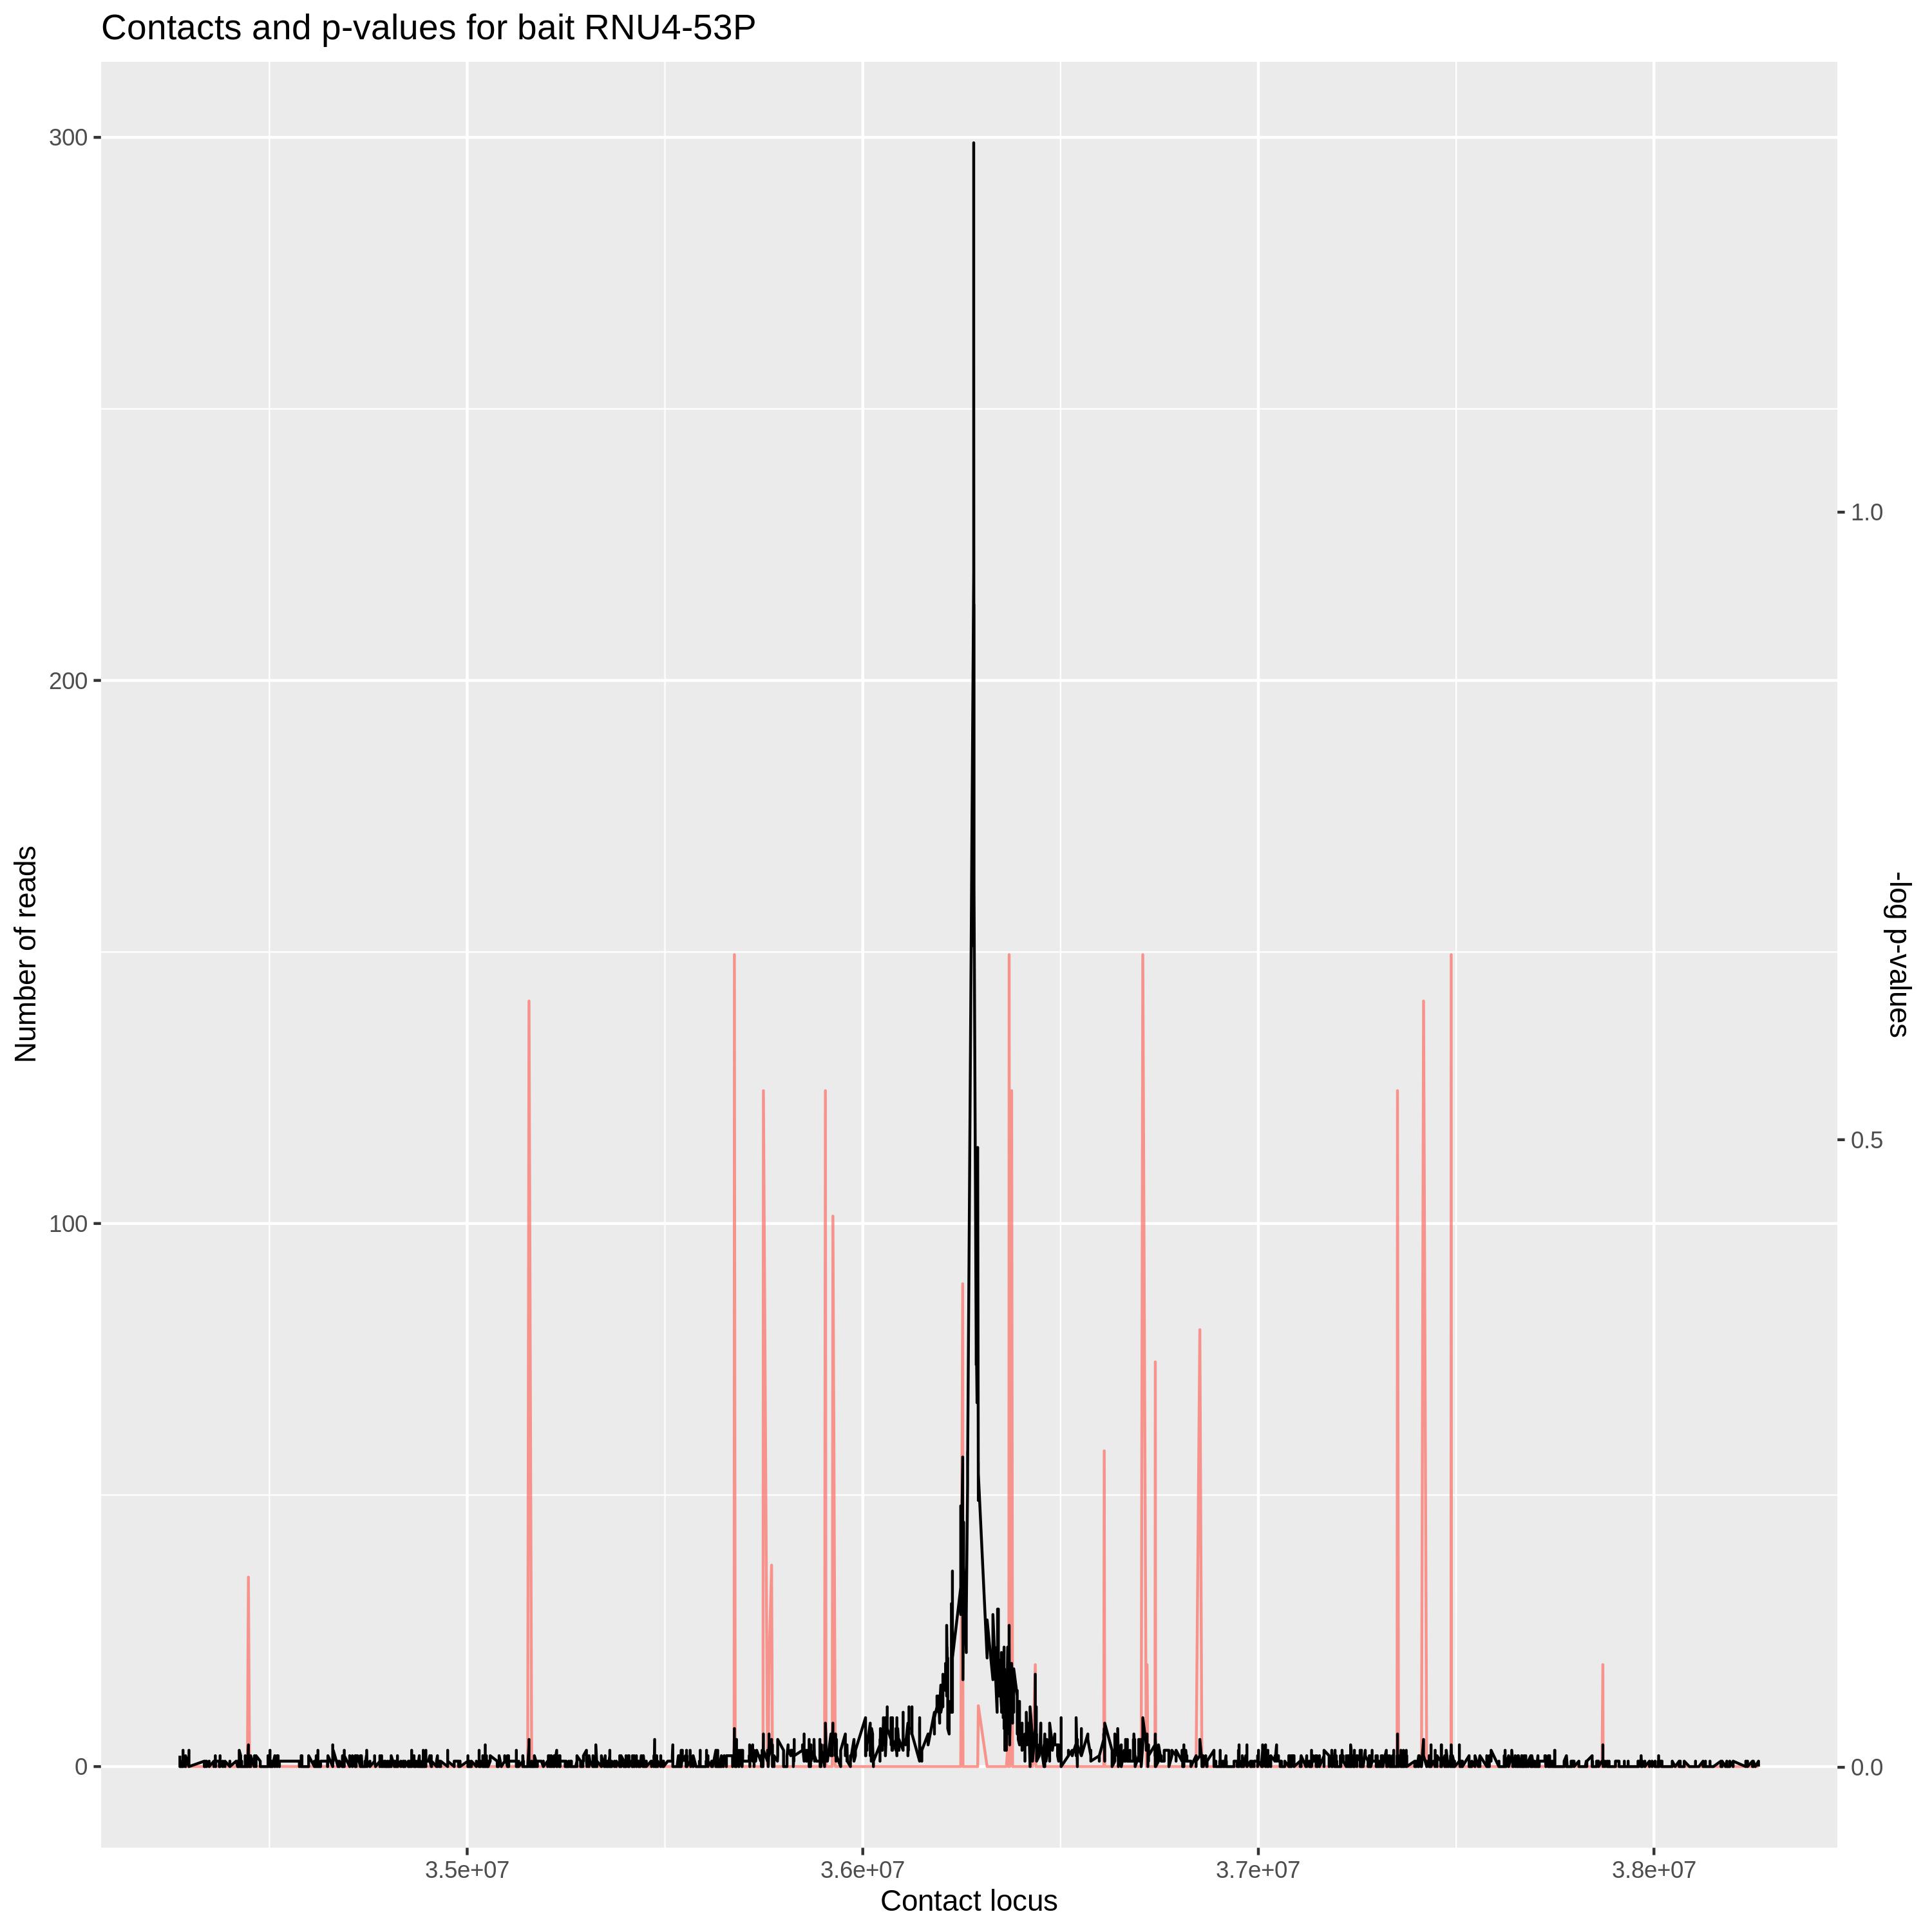 Contacts and p-values for bait RNU4-53P
300
200
100
0
Number of reads
1.0
0.5
0.0
-log p-values
3.5e+07
3.6e+07
3.7e+07
3.8e+07
Contact locus